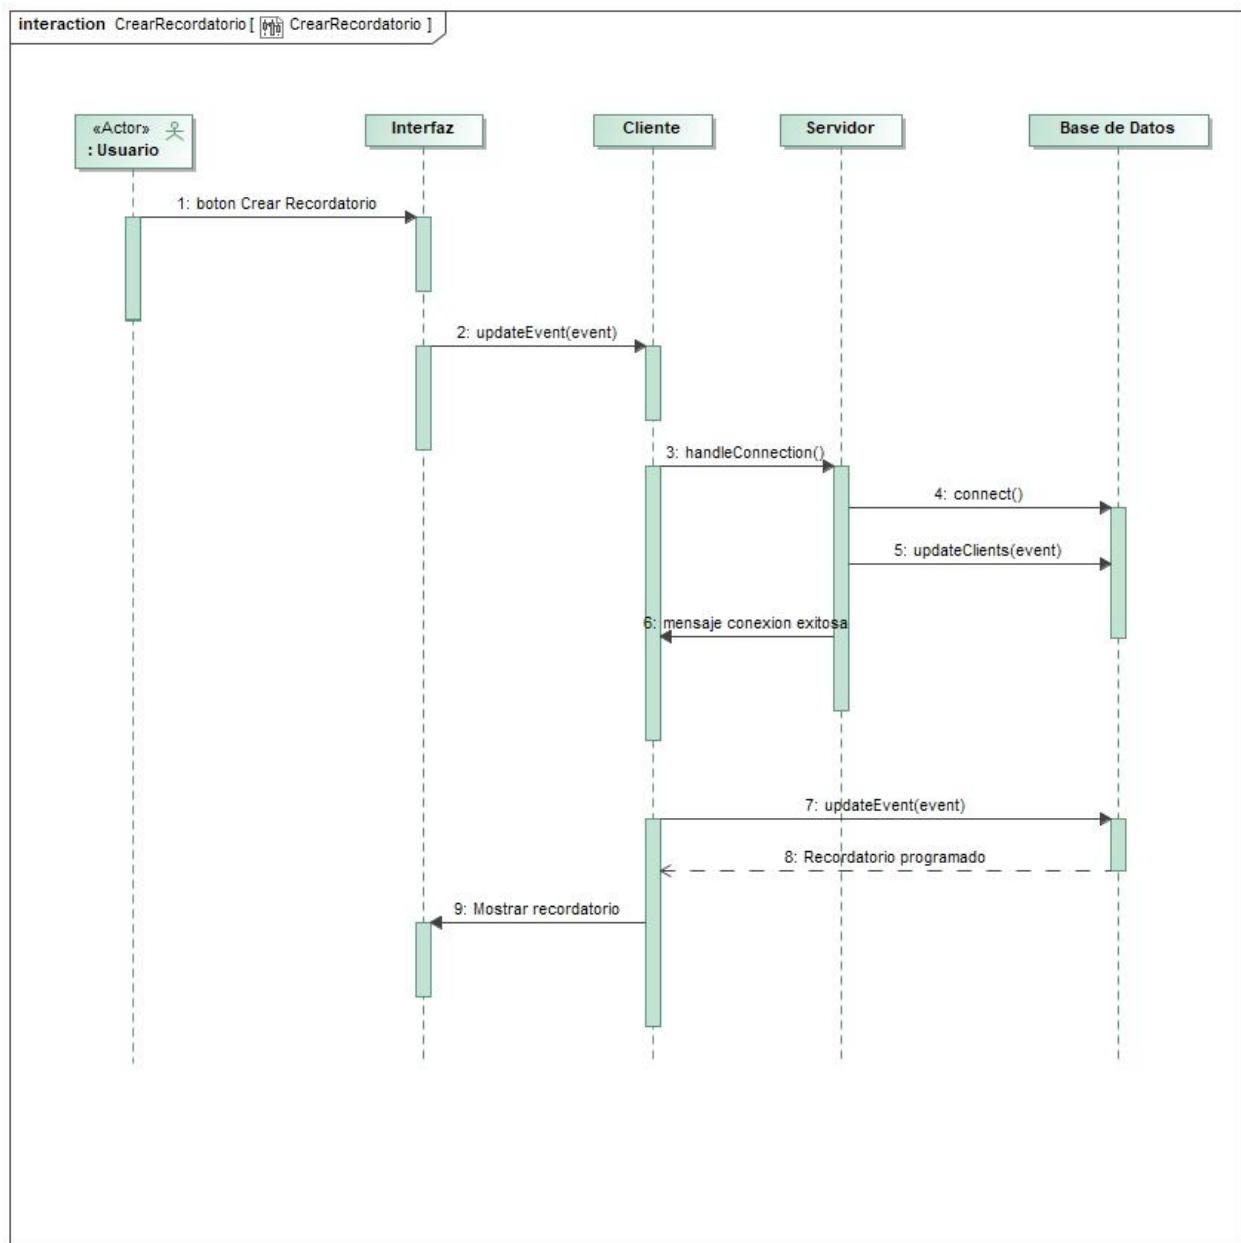 interaction CrearRecordatorio [ CrearRecordatorio ]
«Actor»
: Usuario
Interfaz
Cliente
Servidor
Base de Datos
1: boton Crear Recordatorio
2: updateEvent(event)
3: handleConnection()
4: connect()
5: updateClients(event)
6: mensaje conexion exitosa
7: updateEvent(event)
8: Recordatorio programado
9: Mostrar recordatorio